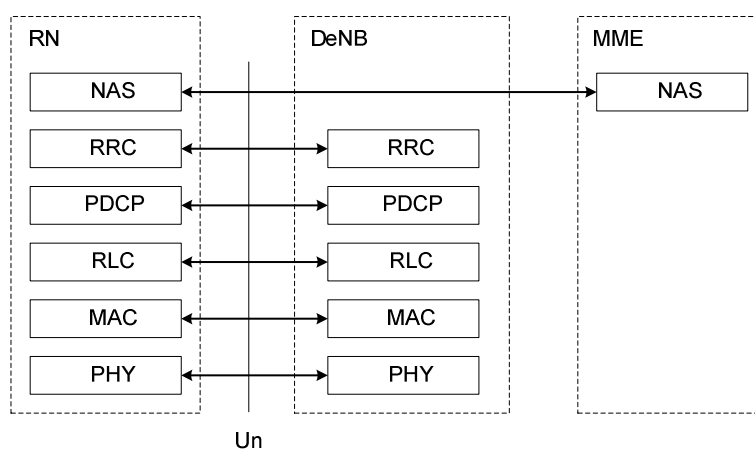 RN
DeNB
MME
NAS
NAS
RRC
RRC
PDCP
PDCP
RLC
RLC
MAC
MAC
PHY
PHY
Un